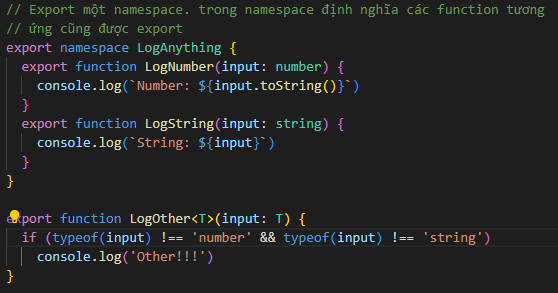 // Export một namespace. trong namespace định nghĩa các function tương
// ứng cũng được export
export namespace LogAnything {
  export function LogNumber(input: number) {
    console.log(`Number: ${input.toString()}`)
  }
  export function LogString(input: string) {
    console.log(`String: ${input}`)
  }
}

export function LogOther<T>(input: T) {
  if (typeof(input) !== 'number' && typeof(input) !== 'string')
    console.log('Other!!!')
}